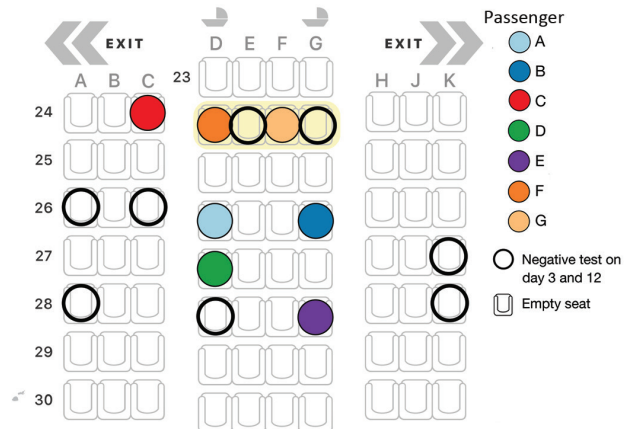 Passenger
EXIT
D E F G
EXIT
A
A B C
23
H J K
B
24
C
D
25
E
F
26
G
27
Negative test on
day 3 and 12
28
Empty seat
29
30